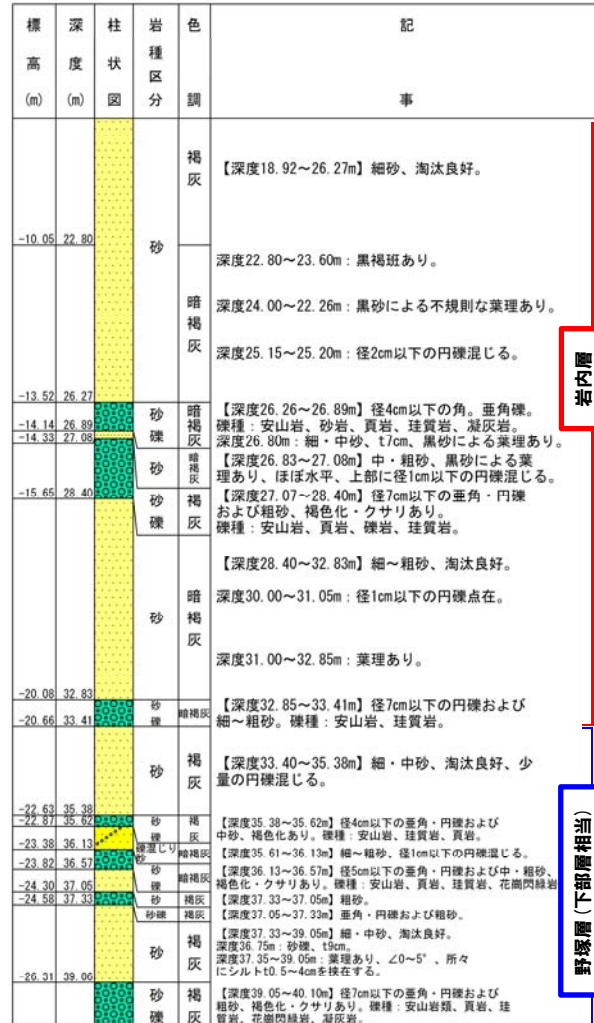 標高(m) 深度(m) 柱状図 岩種区分 色調 記事
褐灰
【深度18.92～26.27m】細砂、淘汰良好。
-10.05 22.80
砂
深度22.80～23.60m：黒褐斑あり。
暗褐灰
深度24.00～22.26m：黒砂による不規則な葉理あり。
深度25.15～25.20m：径2cm以下の円礫混じる。
岩内層
-13.52 26.27
砂礫 暗褐灰
【深度26.26～26.89m】径4cm以下の角。亜角礫。
礫種：安山岩、砂岩、頁岩、珪質岩、凝灰岩。
深度26.80m：細・中砂、t7cm、黒砂による葉理あり。
-14.14 26.89
-14.33 27.08
砂 暗褐灰
【深度26.83～27.08m】中・粗砂、黒砂による葉
理あり、ほぼ水平、上部に径1cm以下の円礫混じる。
-15.65 28.40
砂礫 褐灰
【深度27.07～28.40m】径7cm以下の亜角・円礫
および粗砂、褐色化・クサリあり。
礫種：安山岩、頁岩、礫岩、珪質岩。
砂 暗褐灰
【深度28.40～32.83m】細～粗砂、淘汰良好。
深度30.00～31.05m：径1cm以下の円礫点在。
深度31.00～32.85m：葉理あり。
-20.08 32.83
砂礫 暗褐灰
【深度32.85～33.41m】径7cm以下の円礫および
細～粗砂。礫種：安山岩、珪質岩。
-20.66 33.41
砂 褐灰
【深度33.40～35.38m】細・中砂、淘汰良好、少
量の円礫混じる。
野塚層(下部層相当)
-22.63 35.38
-22.87 35.62
砂礫 褐灰
【深度35.38～35.62m】径4cm以下の亜角・円礫および
中砂、褐色化あり。礫種：安山岩、珪質岩、頁岩。
-23.38 36.13
礫混じり砂 暗褐灰
【深度35.61～36.13m】細～粗砂、径1cm以下の円礫混じる。
-23.82 36.57
砂礫 暗褐灰
【深度36.13～36.57m】径5cm以下の亜角・円礫および中・粗砂、
褐色化・クサリあり。礫種：安山岩、頁岩、珪質岩、花崗閃緑岩
-24.30 37.05
砂 褐灰
【深度37.33～37.05m】粗砂。
-24.58 37.33
砂礫 褐灰
【深度37.05～37.33m】亜角・円礫および粗砂。
砂 褐灰
【深度37.33～39.05m】細・中砂、淘汰良好。
深度36.75m：砂礫、t9cm。
深度37.35～39.05m：葉理あり、∠0～5°、所々
にシルトt0.5～4cmを挟在する。
-26.31 39.06
砂礫 褐灰
【深度39.05～40.10m】径7cm以下の亜角・円礫および
粗砂、褐色化・クサリあり。礫種：安山岩類、頁岩、珪
質岩、花崗閃緑岩、凝灰岩。